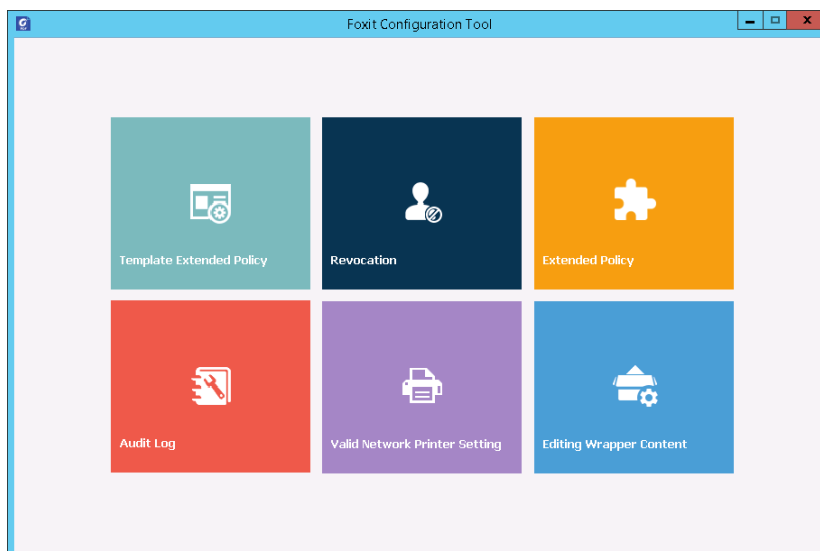 Foxit Configuration Tool
Template Extended Policy
Revocation
Extended Policy
Audit Log
Valid Network Printer Setting
Editing Wrapper Content